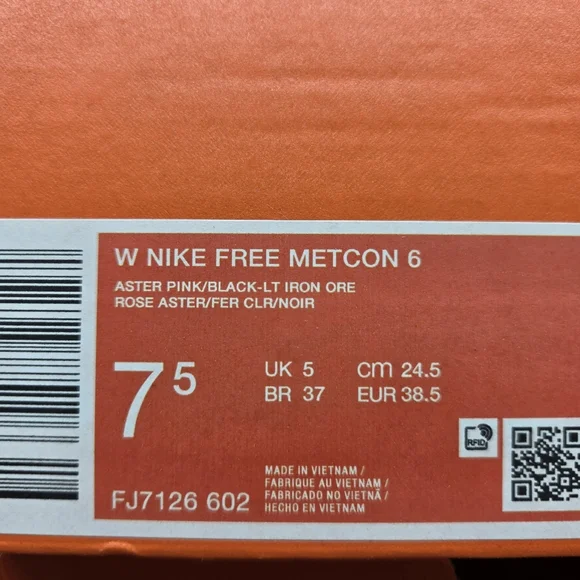 W NIKE FREE METCON 6
ASTER PINK/BLACK-LT IRON ORE
ROSE ASTER/FER CLR/NOIR
7 5
UK 5 CM 24.5
BR 37 EUR 38.5
RFID
MADE IN VIETNAM /
FABRIQUE AU VIETNAM /
FABRICADO NO VIETNÃ /
HECHO EN VIETNAM
FJ7126 602